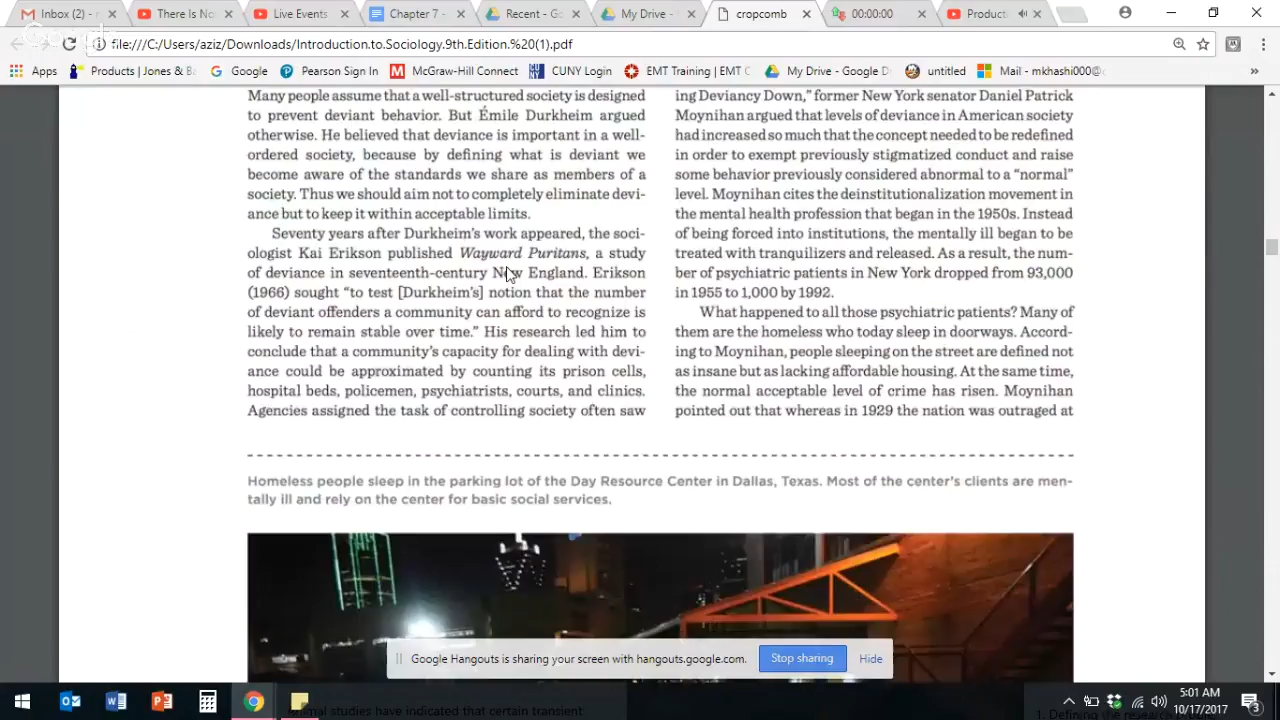 Inbox (2) -
There Is No
Live Events
Chapter 7 -
Recent - Go
My Drive -
cropcomb
00:00:00
Product
file:///C:/Users/aziz/Downloads/Introduction.to.Sociology.9th.Edition.%20(1).pdf
Apps
Products | Jones & B
Google
Pearson Sign In
McGraw-Hill Connect
CUNY Login
EMT Training | EMT C
My Drive - Google D
untitled
Mail - mkhashi000@
Many people assume that a well-structured society is designed
to prevent deviant behavior. But Émile Durkheim argued
otherwise. He believed that deviance is important in a well-
ordered society, because by defining what is deviant we
become aware of the standards we share as members of a
society. Thus we should aim not to completely eliminate devi-
ance but to keep it within acceptable limits.
Seventy years after Durkheim's work appeared, the soci-
ologist Kai Erikson published Wayward Puritans, a study
of deviance in seventeenth-century New England. Erikson
(1966) sought "to test [Durkheim's] notion that the number
of deviant offenders a community can afford to recognize is
likely to remain stable over time." His research led him to
conclude that a community's capacity for dealing with devi-
ance could be approximated by counting its prison cells,
hospital beds, policemen, psychiatrists, courts, and clinics.
Agencies assigned the task of controlling society often saw
ing Deviancy Down," former New York senator Daniel Patrick
Moynihan argued that levels of deviance in American society
had increased so much that the concept needed to be redefined
in order to exempt previously stigmatized conduct and raise
some behavior previously considered abnormal to a "normal"
level. Moynihan cites the deinstitutionalization movement in
the mental health profession that began in the 1950s. Instead
of being forced into institutions, the mentally ill began to be
treated with tranquilizers and released. As a result, the num-
ber of psychiatric patients in New York dropped from 93,000
in 1955 to 1,000 by 1992.
What happened to all those psychiatric patients? Many of
them are the homeless who today sleep in doorways. Accord-
ing to Moynihan, people sleeping on the street are defined not
as insane but as lacking affordable housing. At the same time,
the normal acceptable level of crime has risen. Moynihan
pointed out that whereas in 1929 the nation was outraged at
Homeless people sleep in the parking lot of the Day Resource Center in Dallas, Texas. Most of the center's clients are men-
tally ill and rely on the center for basic social services.
Google Hangouts is sharing your screen with hangouts.google.com.
Stop sharing
Hide
5:01 AM
10/17/2017
3